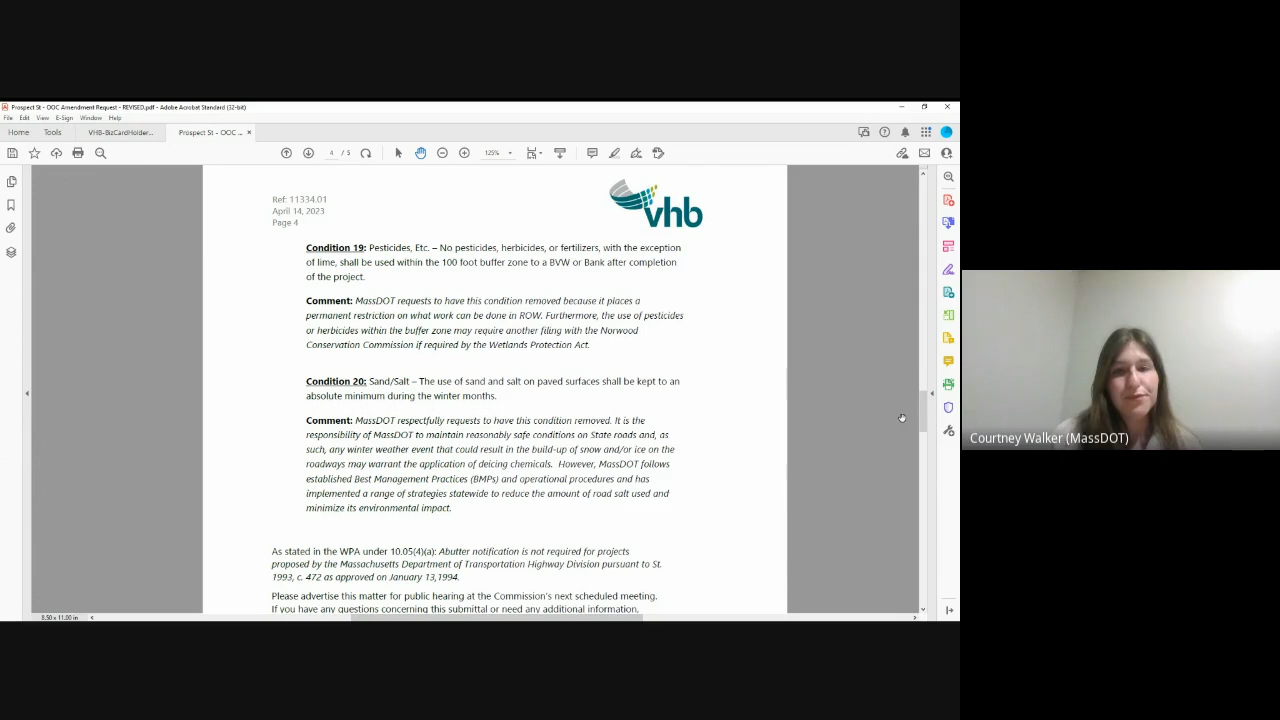 Prospect St - OOC Amendment Request - REVISED.pdf - Adobe Acrobat Standard (32-bit)
File Edit View E-Sign Window Help
Home Tools VHB-BizCardHolder... Prospect St - OOC ... ×
4 / 5 125%
Ref: 11334.01
April 14, 2023
Page 4
vhb
Condition 19: Pesticides, Etc. – No pesticides, herbicides, or fertilizers, with the exception
of lime, shall be used within the 100 foot buffer zone to a BVW or Bank after completion
of the project.
Comment: MassDOT requests to have this condition removed because it places a
permanent restriction on what work can be done in ROW. Furthermore, the use of pesticides
or herbicides within the buffer zone may require another filing with the Norwood
Conservation Commission if required by the Wetlands Protection Act.
Condition 20: Sand/Salt – The use of sand and salt on paved surfaces shall be kept to an
absolute minimum during the winter months.
Comment: MassDOT respectfully requests to have this condition removed. It is the
responsibility of MassDOT to maintain reasonably safe conditions on State roads and, as
such, any winter weather event that could result in the build-up of snow and/or ice on the
roadways may warrant the application of deicing chemicals. However, MassDOT follows
established Best Management Practices (BMPs) and operational procedures and has
implemented a range of strategies statewide to reduce the amount of road salt used and
minimize its environmental impact.
As stated in the WPA under 10.05(4)(a): Abutter notification is not required for projects
proposed by the Massachusetts Department of Transportation Highway Division pursuant to St.
1993, c. 472 as approved on January 13,1994.
Please advertise this matter for public hearing at the Commission's next scheduled meeting.
If you have any questions concerning this submittal or need any additional information,
8.50 x 11.00 in
Courtney Walker (MassDOT)